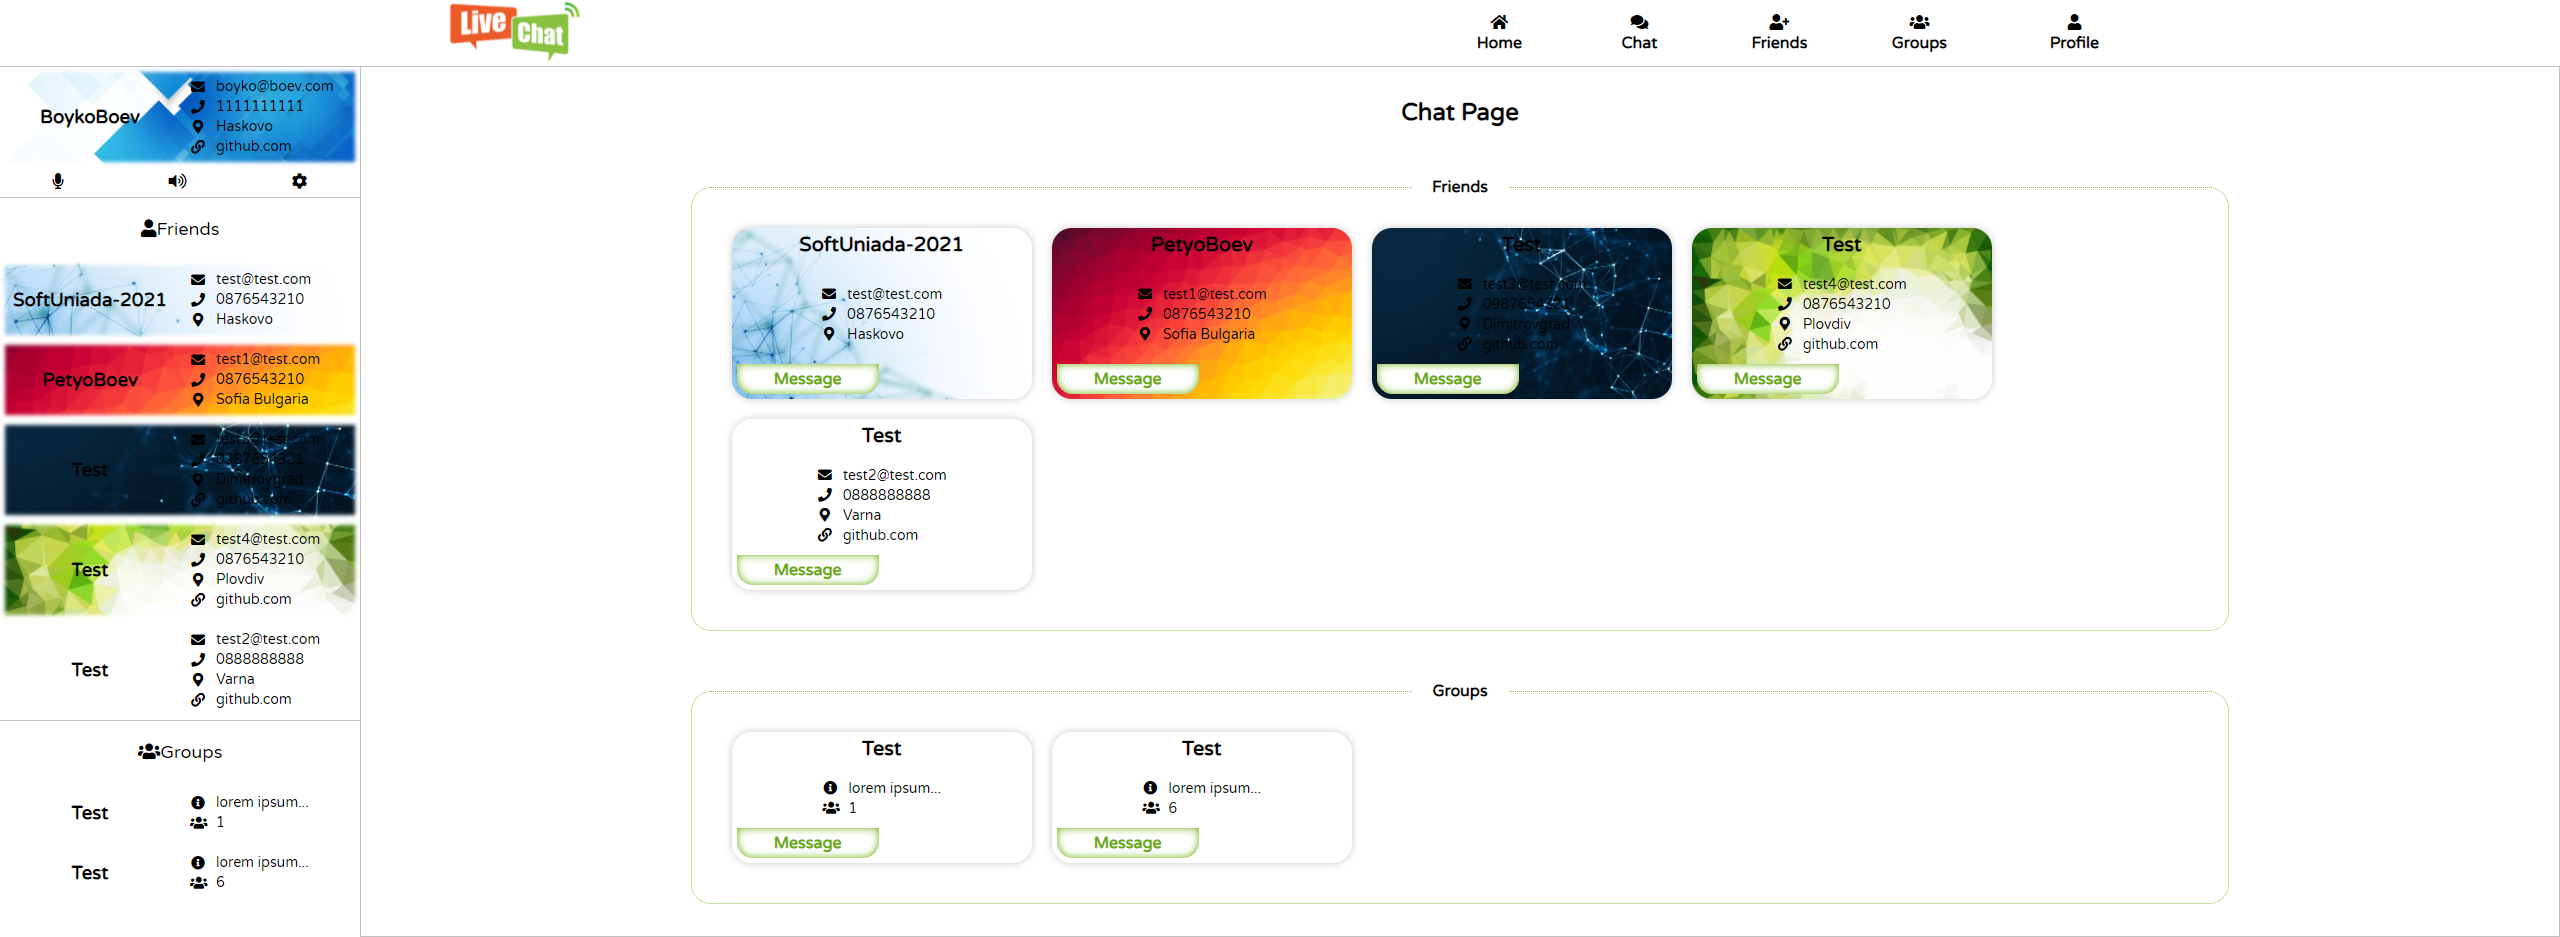 Live Chat
Home
Chat
Friends
Groups
Profile
BoykoBoev
boyko@boev.com
1111111111
Haskovo
github.com
Friends
SoftUniada-2021
test@test.com
0876543210
Haskovo
PetyoBoev
test1@test.com
0876543210
Sofia Bulgaria
Test
test3@test.com
0987654321
Dimitrovgrad
github.com
Test
test4@test.com
0876543210
Plovdiv
github.com
Test
test2@test.com
0888888888
Varna
github.com
Groups
Test
lorem ipsum...
1
Test
lorem ipsum...
6
Chat Page
Friends
SoftUniada-2021
test@test.com
0876543210
Haskovo
Message
PetyoBoev
test1@test.com
0876543210
Sofia Bulgaria
Message
Test
test3@test.com
0987654321
Dimitrovgrad
github.com
Message
Test
test4@test.com
0876543210
Plovdiv
github.com
Message
Test
test2@test.com
0888888888
Varna
github.com
Message
Groups
Test
lorem ipsum...
1
Message
Test
lorem ipsum...
6
Message